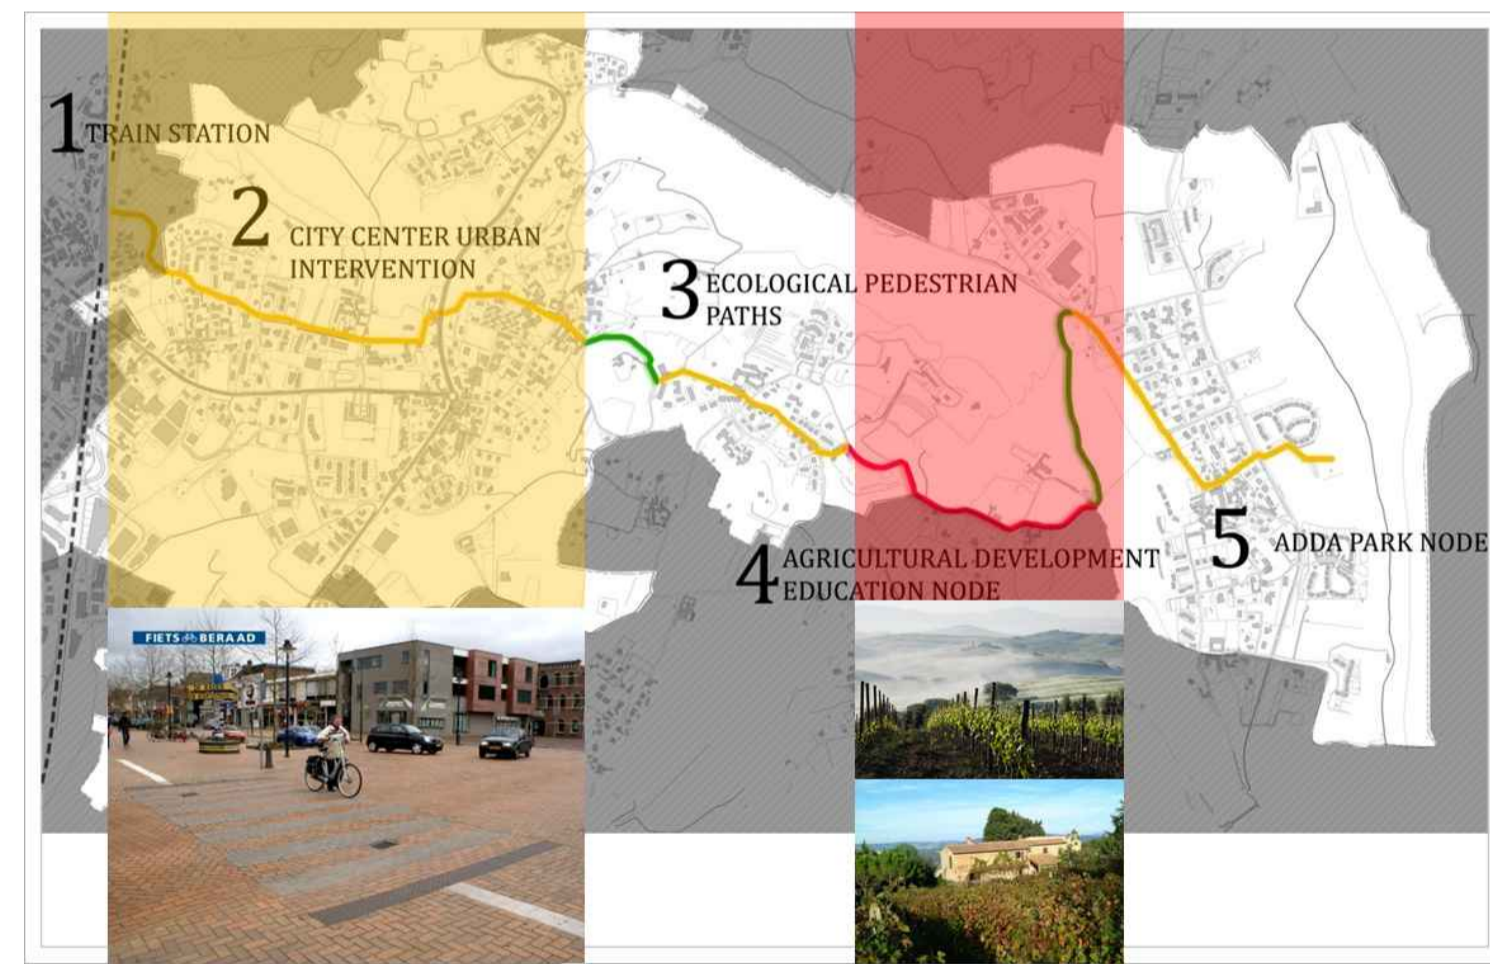 1 TRAIN STATION
2 CITY CENTER URBAN
INTERVENTION
3 ECOLOGICAL PEDESTRIAN
PATHS
4 AGRICULTURAL DEVELOPMENT
EDUCATION NODE
5 ADDA PARK NODE
FIETS BERAAD